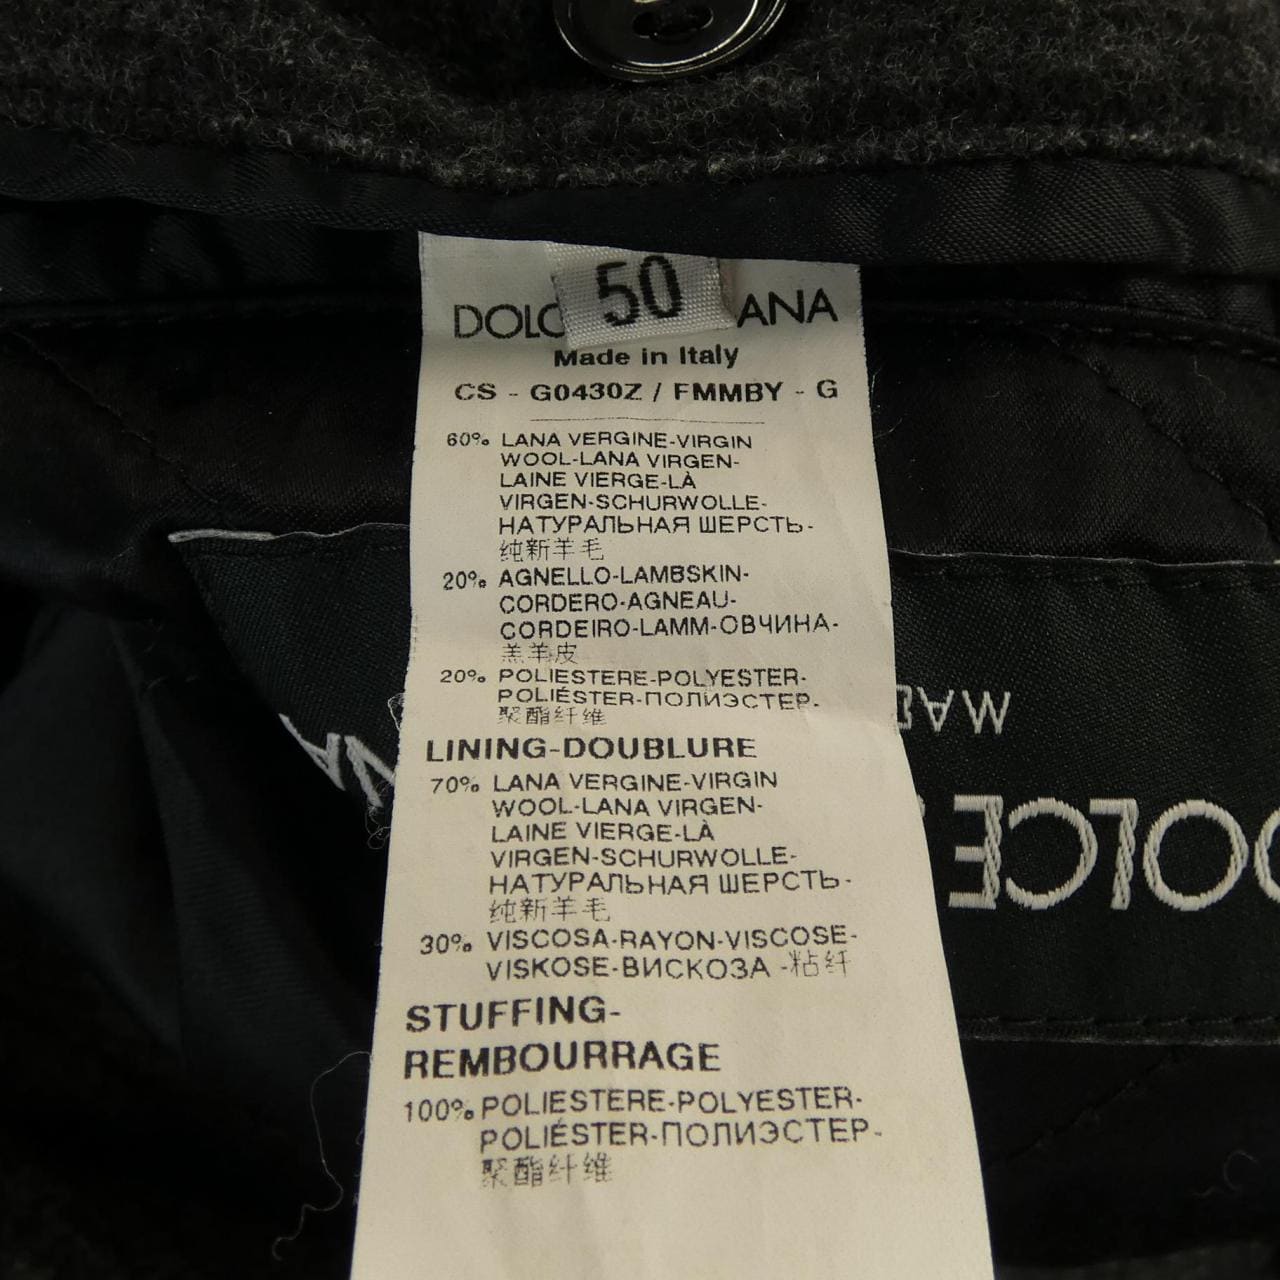 50
DOLC ANA
Made in Italy
CS - G0430Z / FMMBY - G
60% LANA VERGINE-VIRGIN
WOOL-LANA VIRGEN-
LAINE VIERGE-LÀ
VIRGEN-SCHURWOLLE-
НАТУРАЛЬНАЯ ШЕРСТЬ-
纯新羊毛
20% AGNELLO-LAMBSKIN-
CORDERO-AGNEAU-
CORDEIRO-LAMM-ОВЧИНА-
羔羊皮
20% POLIESTERE-POLYESTER-
POLIÉSTER-ПОЛИЭСТЕР-
聚酯纤维
LINING-DOUBLURE
70% LANA VERGINE-VIRGIN
WOOL-LANA VIRGEN-
LAINE VIERGE-LÀ
VIRGEN-SCHURWOLLE-
НАТУРАЛЬНАЯ ШЕРСТЬ-
纯新羊毛
30% VISCOSA-RAYON-VISCOSE-
VISKOSE-ВИСКОЗА -粘纤
STUFFING-
REMBOURRAGE
100% POLIESTERE-POLYESTER-
POLIÉSTER-ПОЛИЭСТЕР-
聚酯纤维
DOLCE
NA
MAD